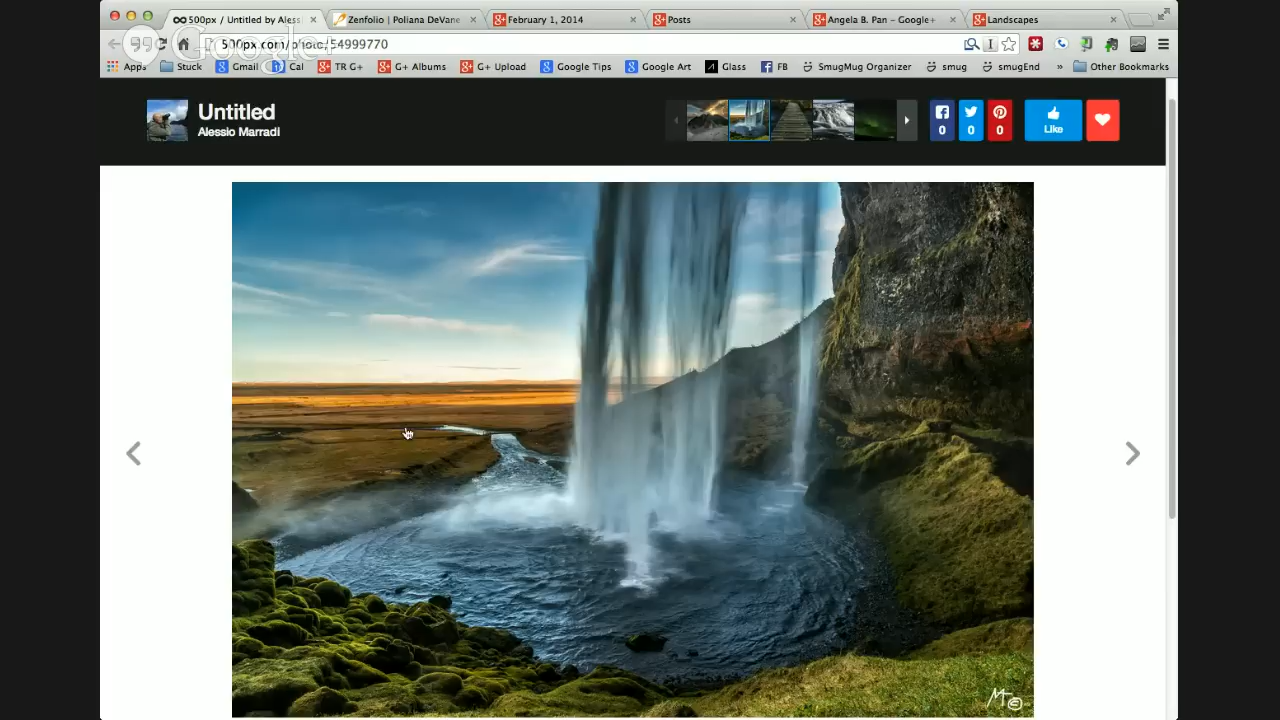 500px / Untitled by Aless
Zenfolio | Poliana DeVane
February 1, 2014
Posts
Angela B. Pan – Google+
Landscapes
Google+
500px.com/photo/54999770
Apps
Stuck
Gmail
Cal
TR G+
G+ Albums
G+ Upload
Google Tips
Google Art
Glass
FB
SmugMug Organizer
smug
smugEnd
»
Other Bookmarks
Untitled
Alessio Marradi
0
0
0
Like